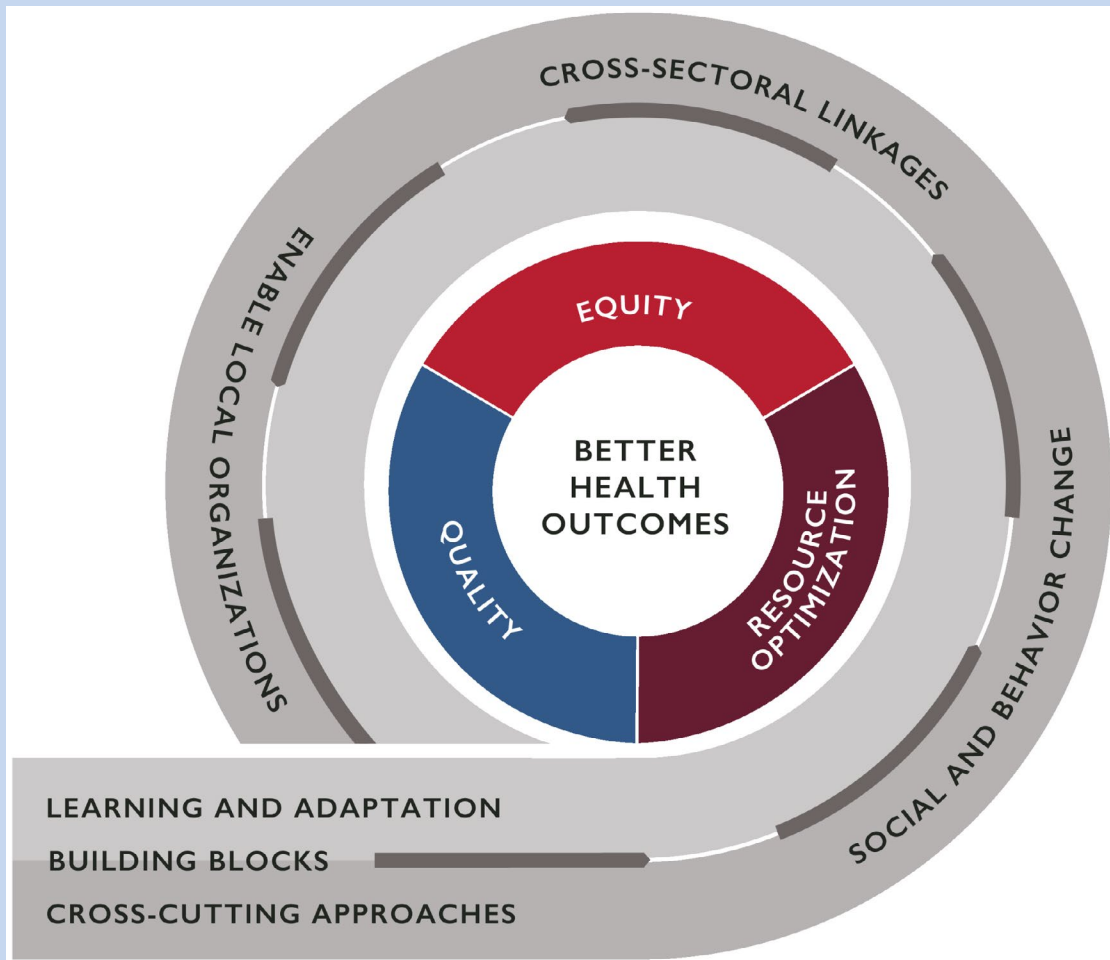 CROSS-SECTORAL LINKAGES
ENABLE LOCAL ORGANIZATIONS
SOCIAL AND BEHAVIOR CHANGE
EQUITY
QUALITY
RESOURCE
OPTIMIZATION
BETTER
HEALTH
OUTCOMES
LEARNING AND ADAPTATION
BUILDING BLOCKS
CROSS-CUTTING APPROACHES